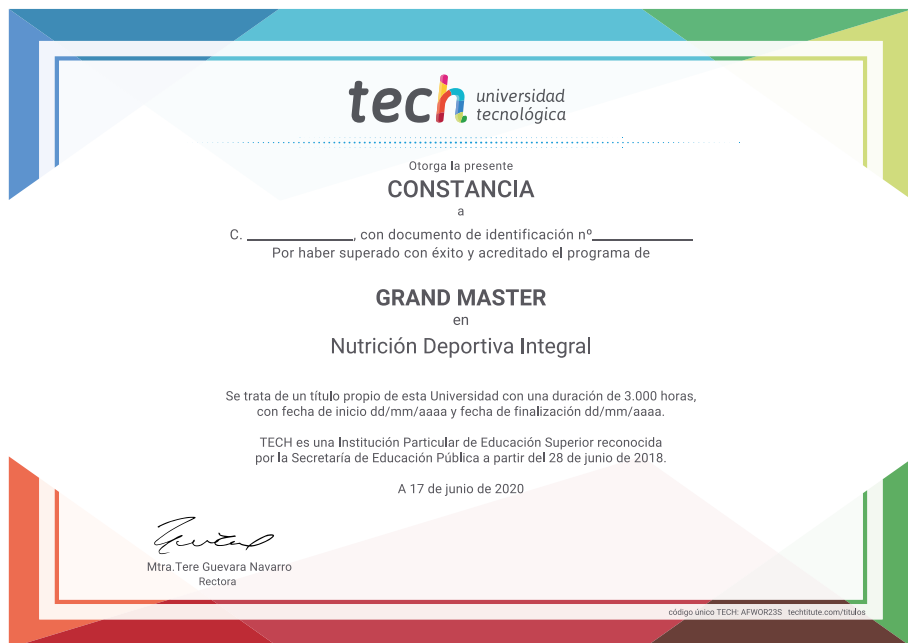 tech universidad
tecnológica
Otorga la presente
CONSTANCIA
a
C. ____________, con documento de identificación nº____________
Por haber superado con éxito y acreditado el programa de
GRAND MASTER
en
Nutrición Deportiva Integral
Se trata de un título propio de esta Universidad con una duración de 3.000 horas,
con fecha de inicio dd/mm/aaaa y fecha de finalización dd/mm/aaaa.
TECH es una Institución Particular de Educación Superior reconocida
por la Secretaría de Educación Pública a partir del 28 de junio de 2018.
A 17 de junio de 2020
Mtra.Tere Guevara Navarro
Rectora
código único TECH: AFWOR23S techtitute.com/titulos